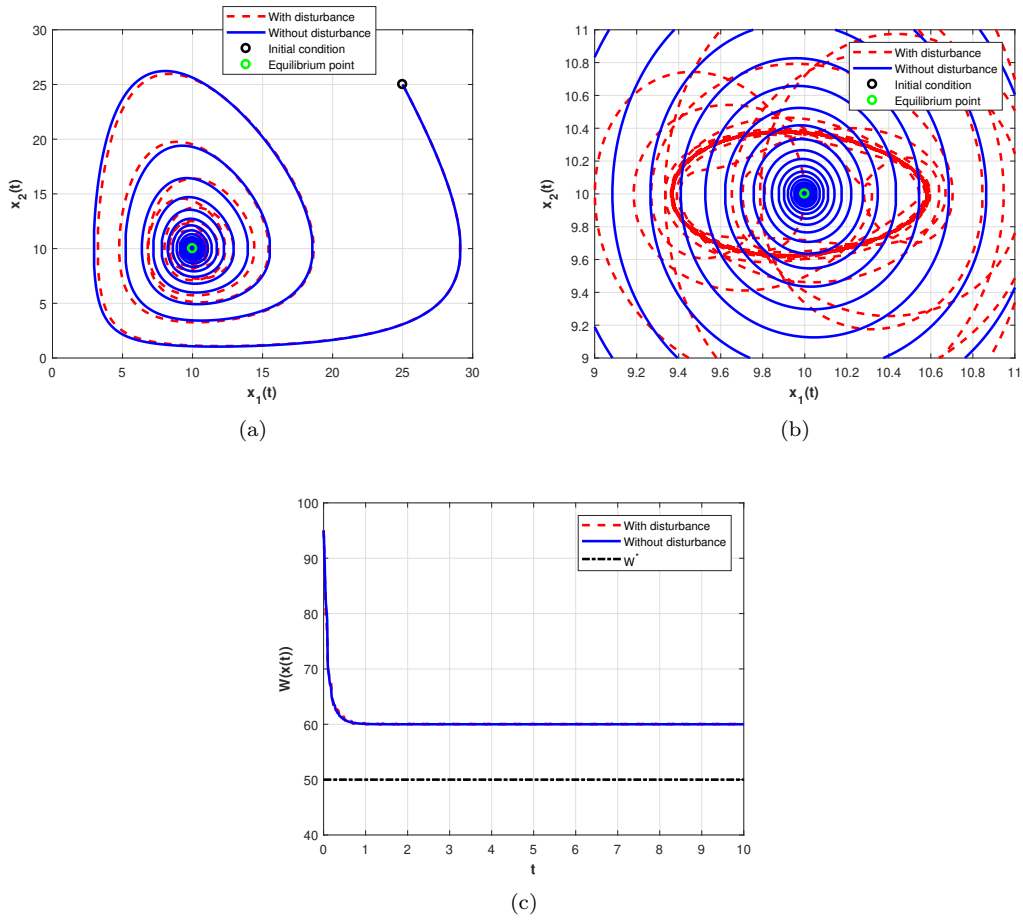 With disturbance
Without disturbance
Initial condition
Equilibrium point
30
25
20
15
10
5
0
x2(t)
0 5 10 15 20 25 30
x1(t)
(a)
With disturbance
Without disturbance
Initial condition
Equilibrium point
11
10.8
10.6
10.4
10.2
10
9.8
9.6
9.4
9.2
9
x2(t)
9 9.2 9.4 9.6 9.8 10 10.2 10.4 10.6 10.8 11
x1(t)
(b)
With disturbance
Without disturbance
W*
100
90
80
70
60
50
40
W(x(t))
0 1 2 3 4 5 6 7 8 9 10
t
(c)